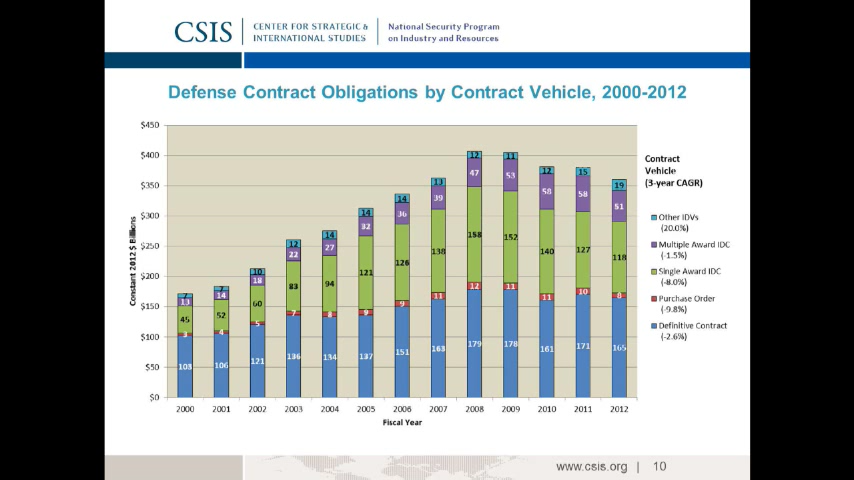 CSIS
CENTER FOR STRATEGIC &
INTERNATIONAL STUDIES
National Security Program
on Industry and Resources
Defense Contract Obligations by Contract Vehicle, 2000-2012
Constant 2012 $ Billions
$450
$400
$350
$300
$250
$200
$150
$100
$50
$0
7 7 10 12 14 14 14 13 12 11 12 15 19
13 14 18 22 27 32 36 39 47 53 58 58 51
45 52 60 83 94 121 126 138 158 152 140 127 118
3 4 5 7 8 9 9 11 12 11 11 10 8
103 106 121 136 134 137 151 163 179 178 161 171 165
2000 2001 2002 2003 2004 2005 2006 2007 2008 2009 2010 2011 2012
Fiscal Year
Contract
Vehicle
(3-year CAGR)
Other IDVs
(20.0%)
Multiple Award IDC
(-1.5%)
Single Award IDC
(-8.0%)
Purchase Order
(-9.8%)
Definitive Contract
(-2.6%)
www.csis.org | 10